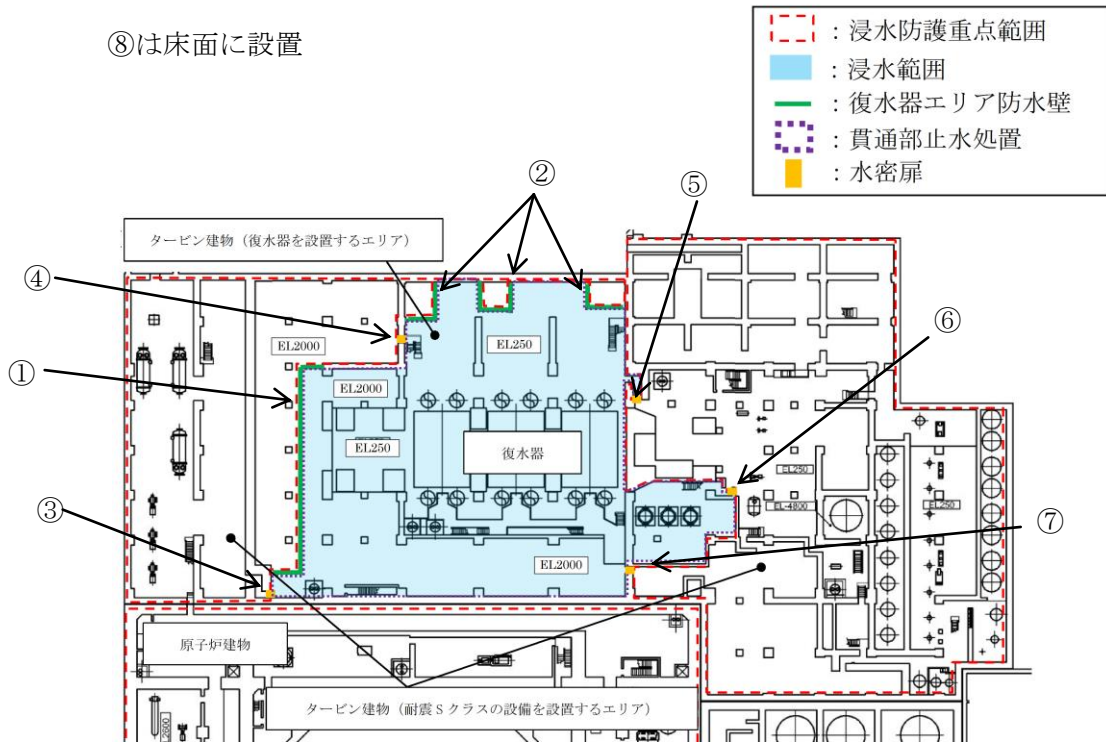 ⑧は床面に設置
：浸水防護重点範囲
：浸水範囲
：復水器エリア防水壁
：貫通部止水処置
：水密扉
②
⑤
タービン建物（復水器を設置するエリア）
④
⑥
EL2000
EL250
①
EL2000
EL250
復水器
EL250
EL-4800
EL250
③
⑦
EL2000
原子炉建物
タービン建物（耐震Sクラスの設備を設置するエリア）
EL2800